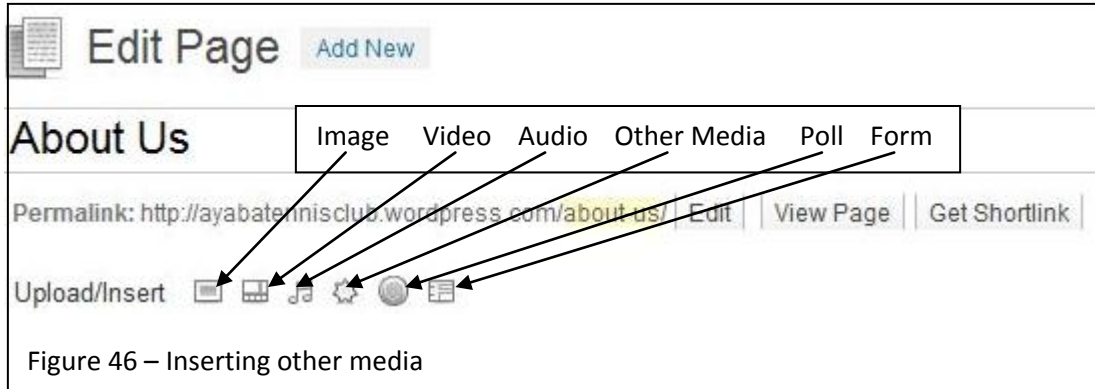 Edit Page Add New
About Us
Image Video Audio Other Media Poll Form
Permalink: http://ayabatennisclub.wordpress.com/about-us/ Edit View Page Get Shortlink
Upload/Insert
Figure 46 – Inserting other media